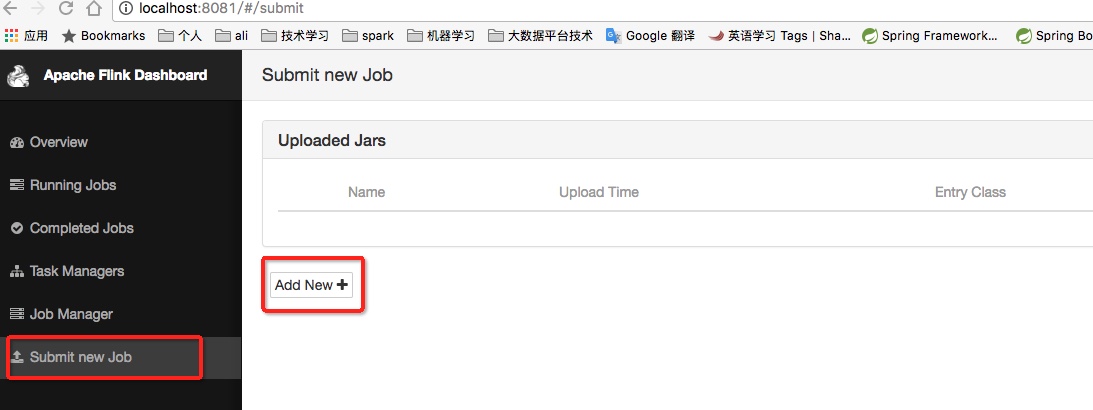 localhost:8081/#/submit
应用 Bookmarks 个人 ali 技术学习 spark 机器学习 大数据平台技术 Google 翻译 英语学习 Tags | Sha... Spring Framework... Spring Bo
Apache Flink Dashboard
Submit new Job
Overview
Running Jobs
Completed Jobs
Task Managers
Job Manager
Submit new Job
Uploaded Jars
Name Upload Time Entry Class
Add New